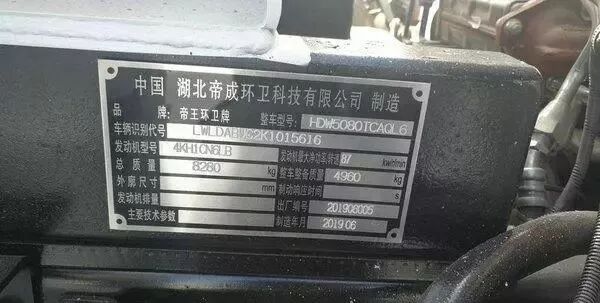 中国 湖北帝成环卫科技有限公司 制造
品 牌: 帝王环卫牌 整车型号: HDW5080TCAQL6
车辆识别代号
发动机型号 4KH1CN6LB 发动机最大净功率/转速 87 kw/r/min
总 质 量 8280 kg 整车整备质量 4960 kg
外 廓 尺 寸 mm 制动响应时间 s
发动机排量 出厂编号 201906005
主要技术参数 制造年月 2019 06